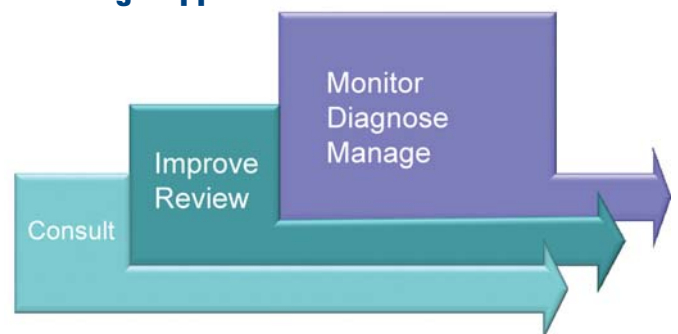 Consult
Improve
Review
Monitor
Diagnose
Manage